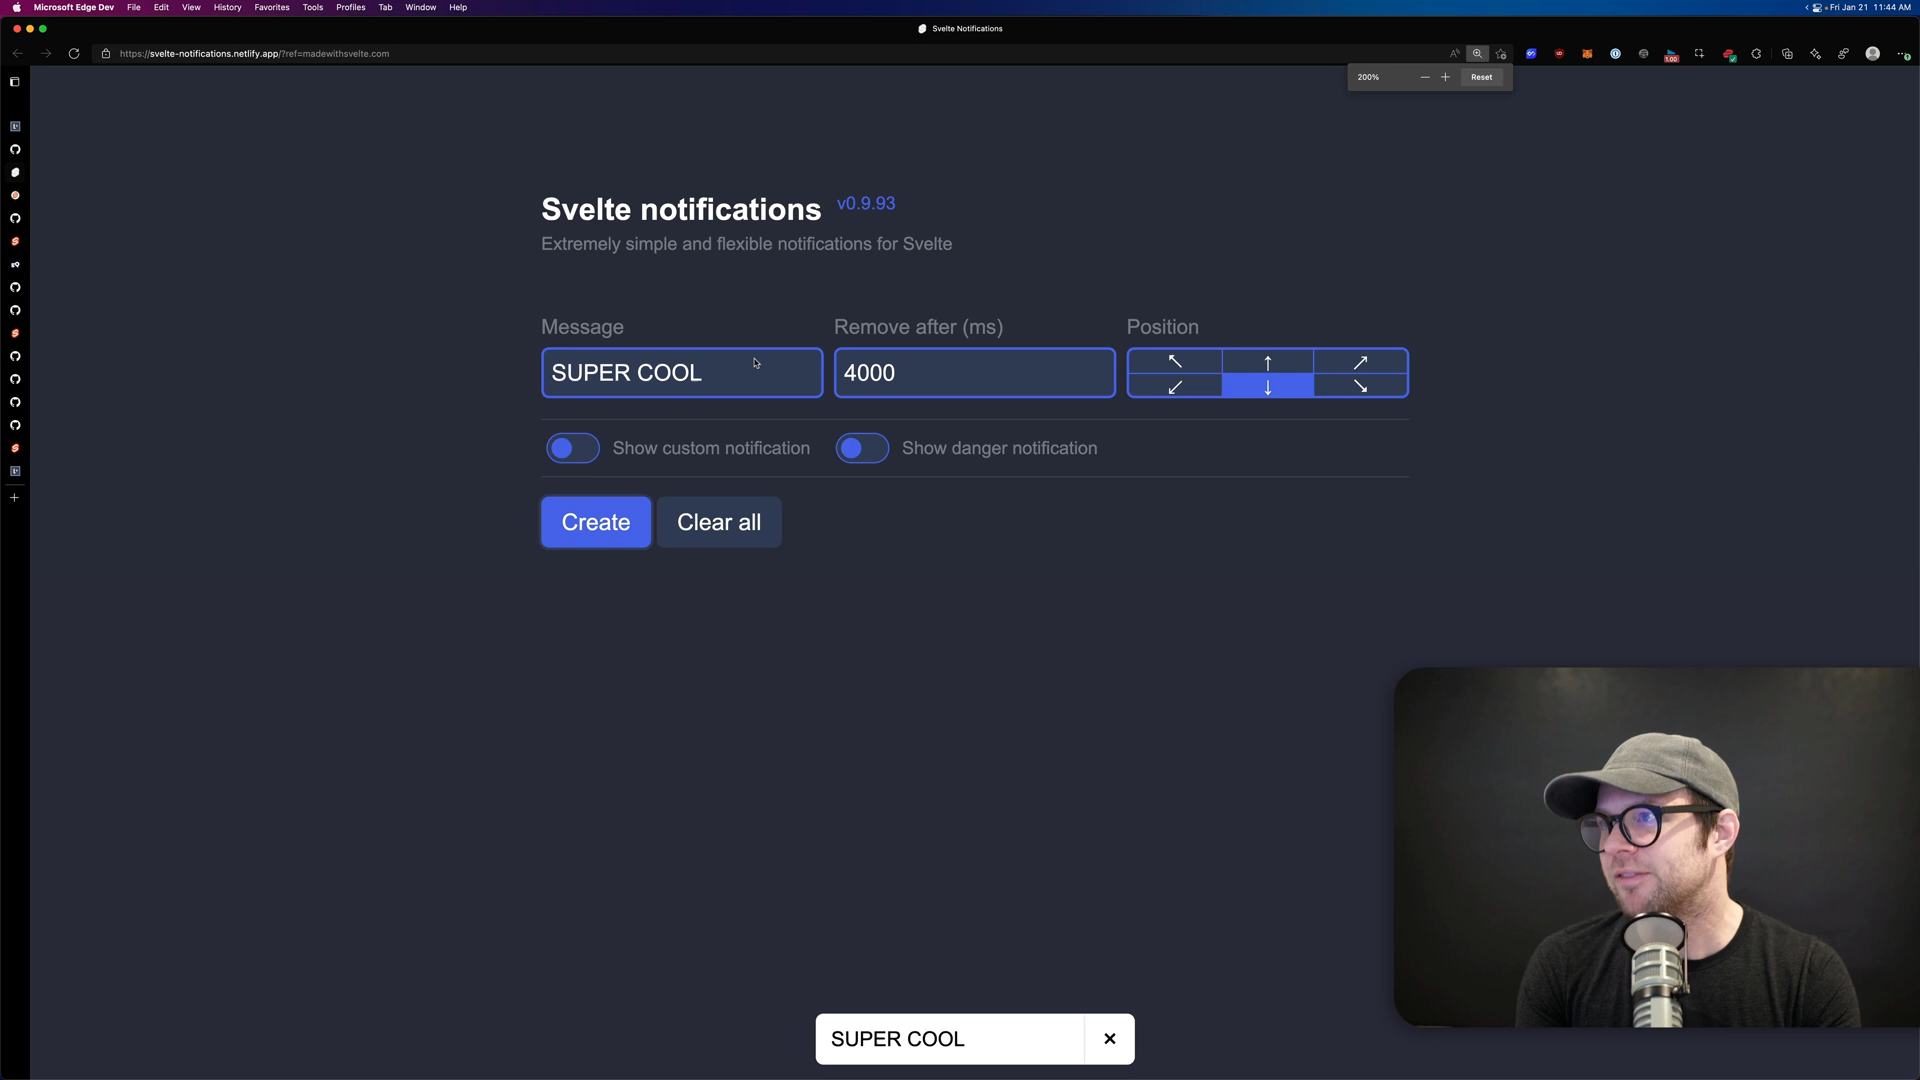 Microsoft Edge Dev File Edit View History Favorites Tools Profiles Tab Window Help
Fri Jan 21 11:44 AM
Svelte Notifications
https://svelte-notifications.netlify.app/?ref=madewithsvelte.com
1.00
200% − + Reset
Svelte notifications v0.9.93
Extremely simple and flexible notifications for Svelte
Message Remove after (ms) Position
SUPER COOL 4000 ↖ ↑ ↗
↙ ↓ ↘
Show custom notification Show danger notification
Create Clear all
SUPER COOL ×